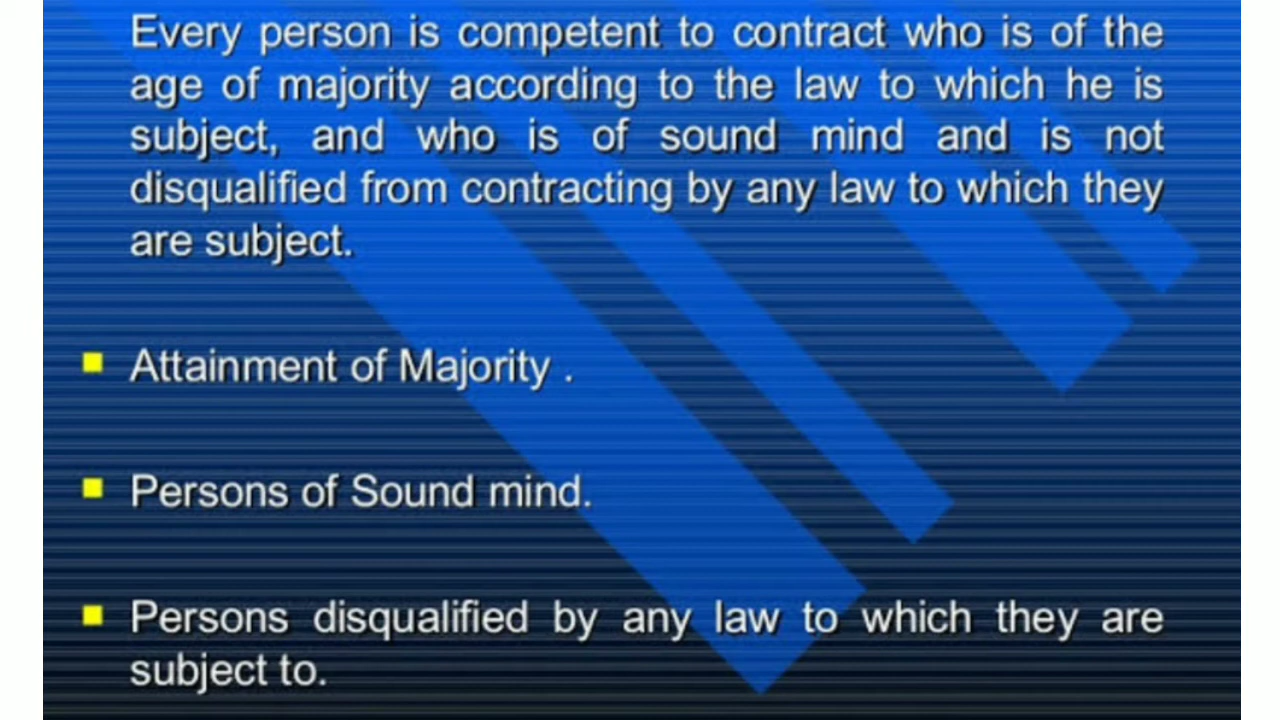 Every person is competent to contract who is of the
age of majority according to the law to which he is
subject, and who is of sound mind and is not
disqualified from contracting by any law to which they
are subject.
Attainment of Majority .
Persons of Sound mind.
Persons disqualified by any law to which they are
subject to.